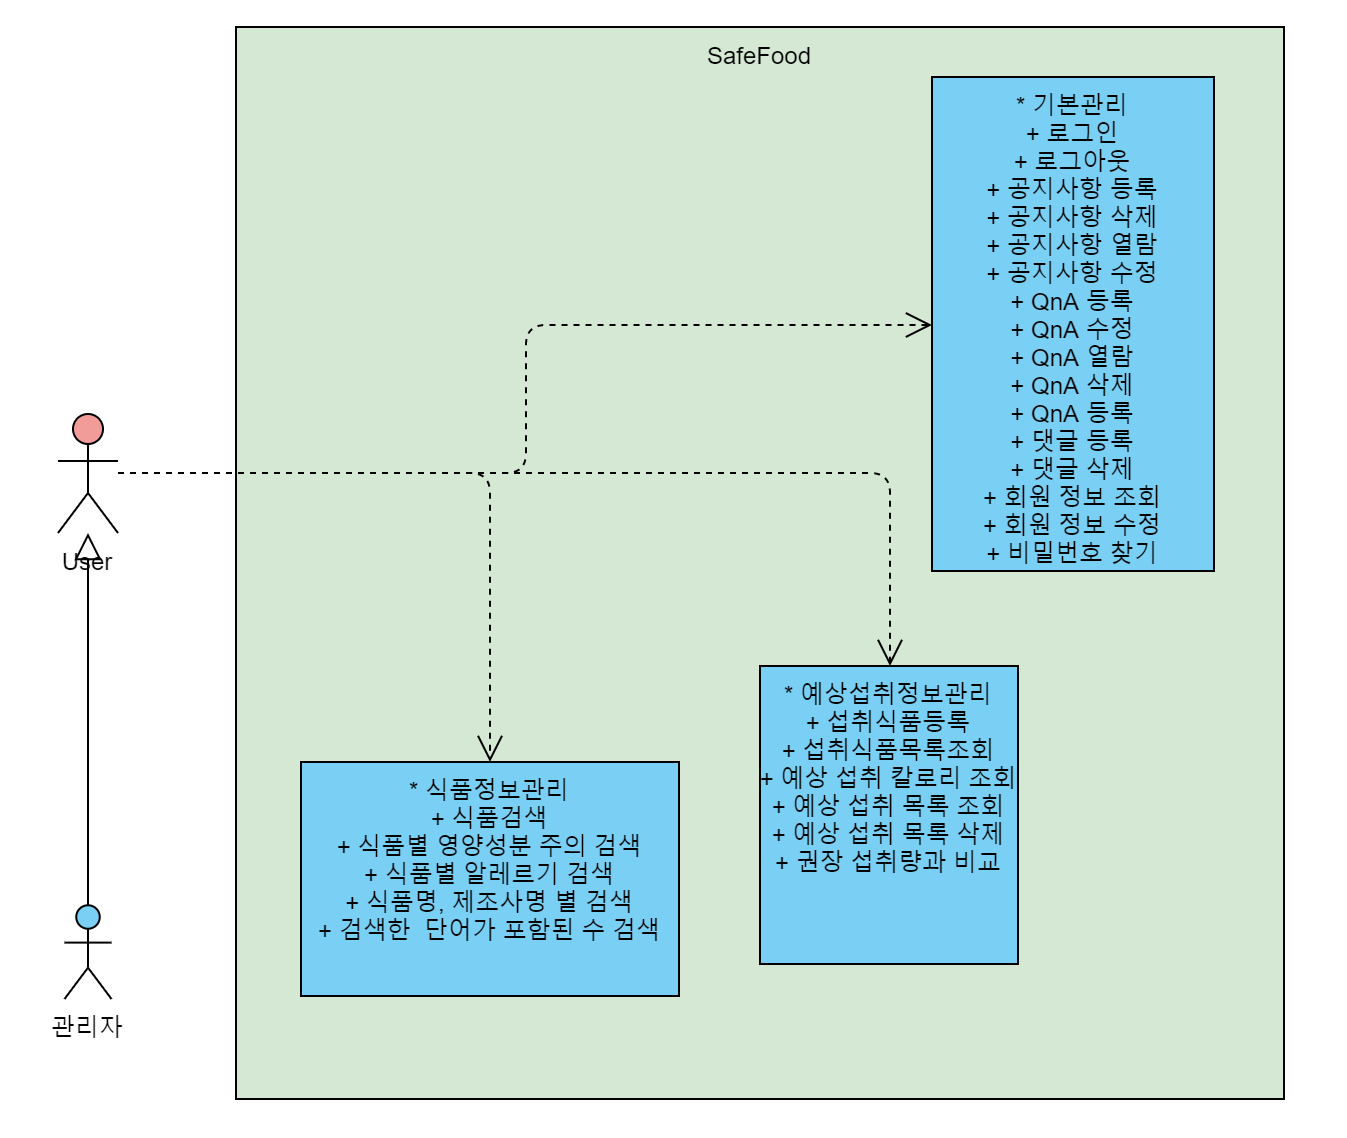 SafeFood
* 기본관리
+ 로그인
+ 로그아웃
+ 공지사항 등록
+ 공지사항 삭제
+ 공지사항 열람
+ 공지사항 수정
+ QnA 등록
+ QnA 수정
+ QnA 열람
+ QnA 삭제
+ QnA 등록
+ 댓글 등록
+ 댓글 삭제
+ 회원 정보 조회
+ 회원 정보 수정
+ 비밀번호 찾기
User
* 예상섭취정보관리
+ 섭취식품등록
+ 섭취식품목록조회
+ 예상 섭취 칼로리 조회
+ 예상 섭취 목록 조회
+ 예상 섭취 목록 삭제
+ 권장 섭취량과 비교
* 식품정보관리
+ 식품검색
+ 식품별 영양성분 주의 검색
+ 식품별 알레르기 검색
+ 식품명, 제조사명 별 검색
+ 검색한  단어가 포함된 수 검색
관리자